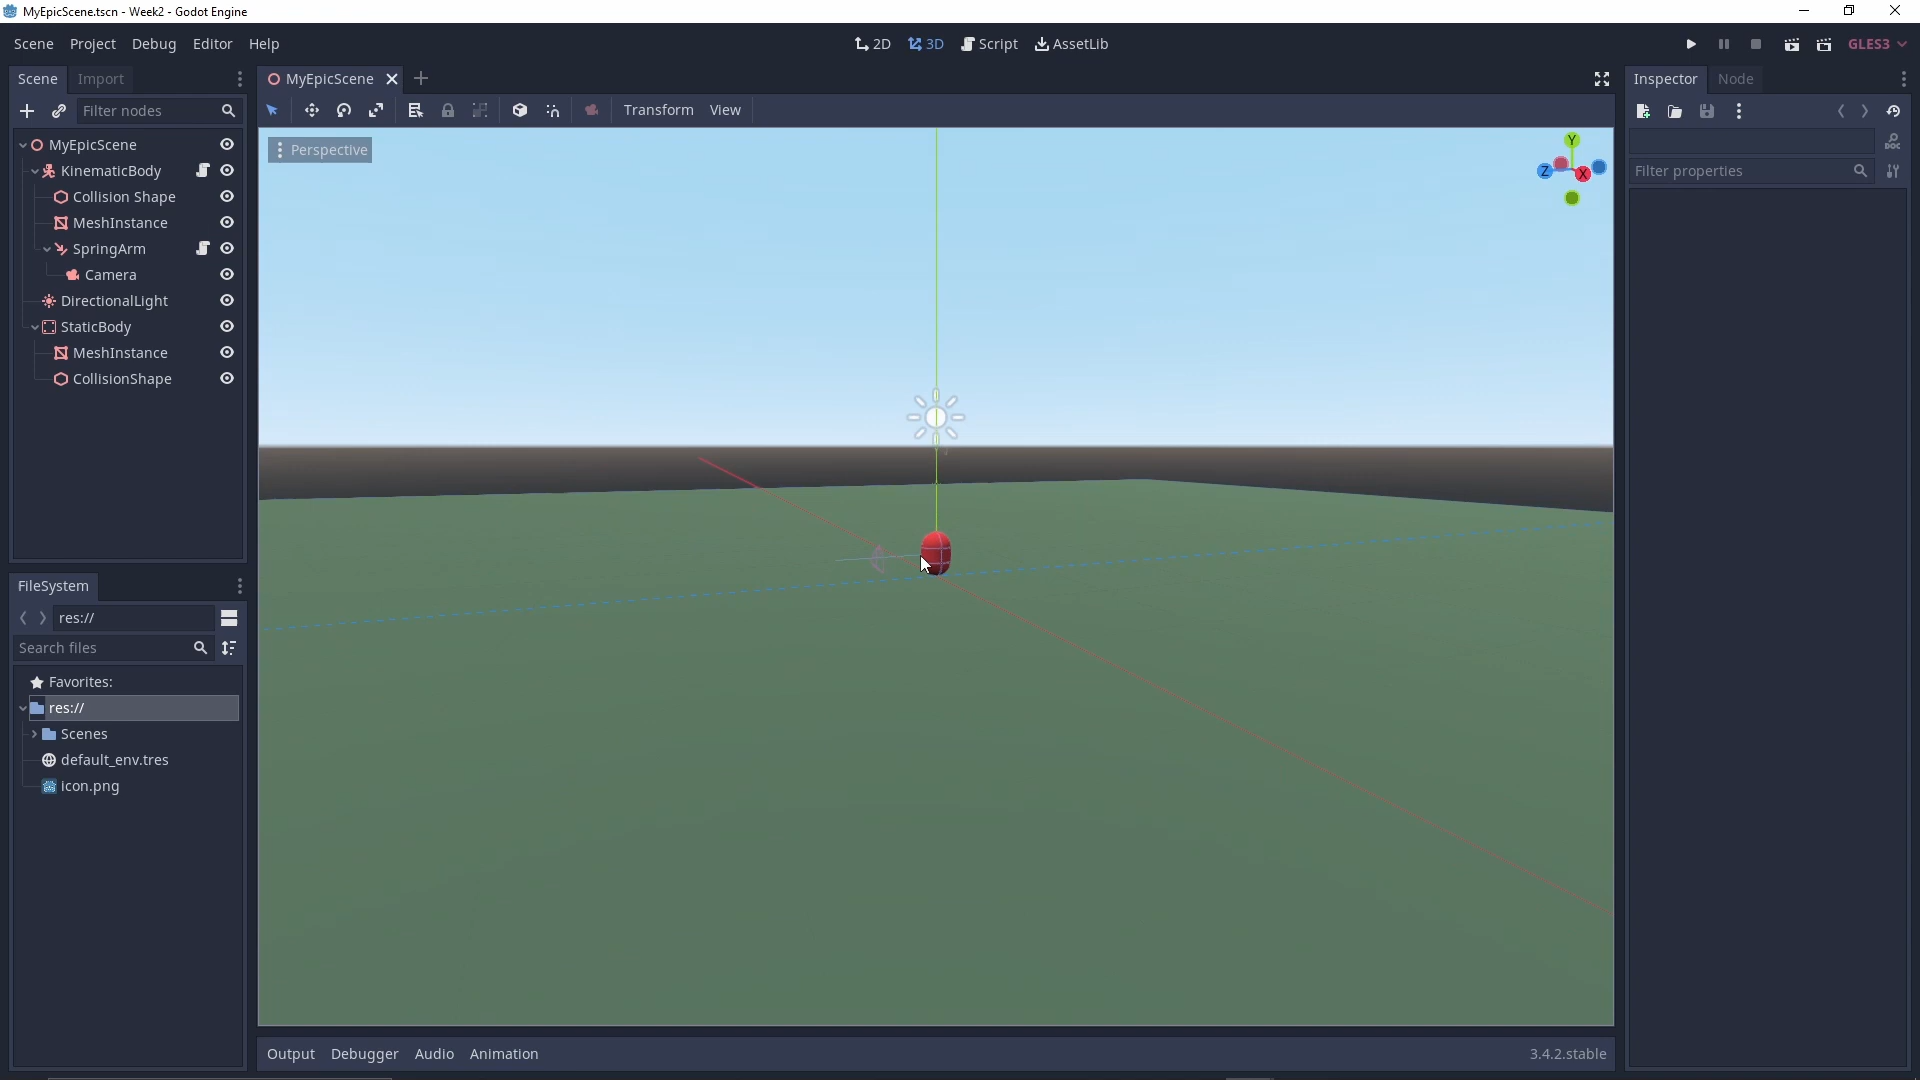 MyEpicScene.tscn - Week2 - Godot Engine
Scene Project Debug Editor Help
2D 3D Script AssetLib
GLES3
Scene Import
MyEpicScene
Inspector Node
Filter nodes
Transform View
Perspective
Y
Z X
DOC
Filter properties
MyEpicScene
KinematicBody
Collision Shape
MeshInstance
SpringArm
Camera
DirectionalLight
StaticBody
MeshInstance
CollisionShape
FileSystem
res://
Search files
Favorites:
res://
Scenes
default_env.tres
icon.png
Output Debugger Audio Animation
3.4.2.stable